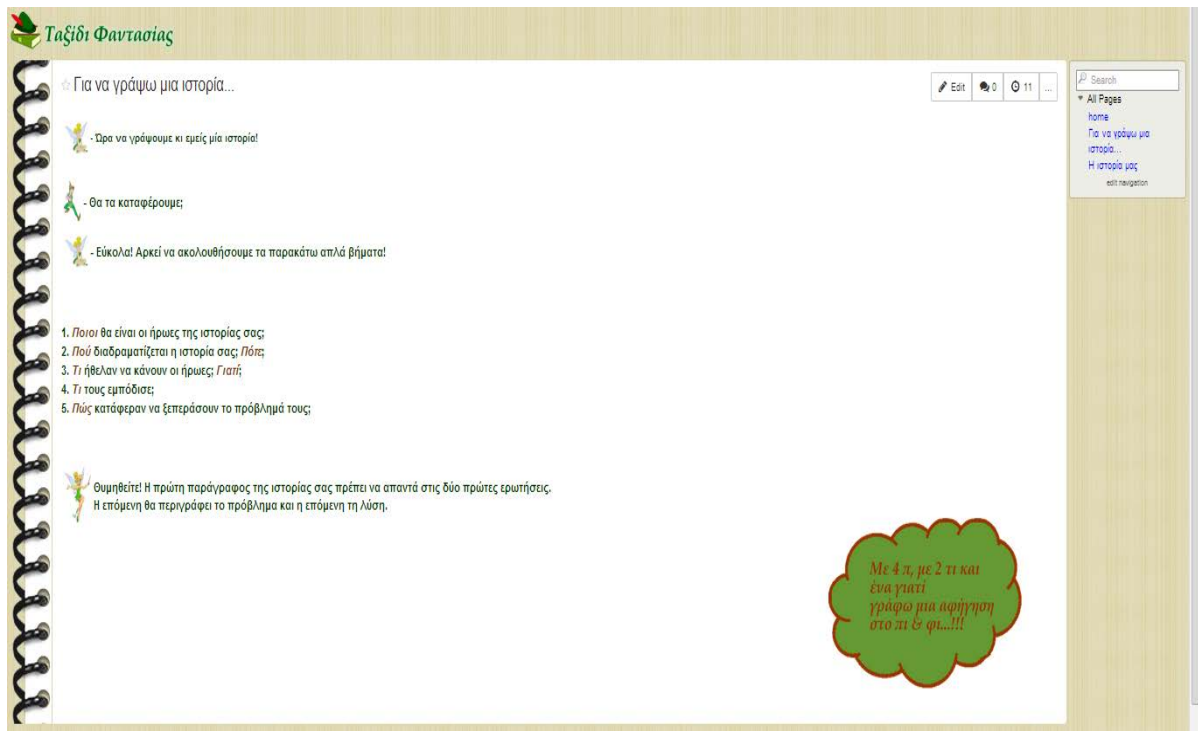 Ταξίδι Φαντασίας
Για να γράψω μια ιστορία...
Edit
0
11
...
- Ώρα να γράψουμε κι εμείς μία ιστορία!
- Θα τα καταφέρουμε;
- Εύκολα! Αρκεί να ακολουθήσουμε τα παρακάτω απλά βήματα!
1. Ποιοι θα είναι οι ήρωες της ιστορίας σας;
2. Πού διαδραματίζεται η ιστορία σας; Πότε;
3. Τι ήθελαν να κάνουν οι ήρωες; Γιατί;
4. Τι τους εμπόδισε;
5. Πώς κατάφεραν να ξεπεράσουν το πρόβλημά τους;
Θυμηθείτε! Η πρώτη παράγραφος της ιστορίας σας πρέπει να απαντά στις δύο πρώτες ερωτήσεις.
Η επόμενη θα περιγράφει το πρόβλημα και η επόμενη τη λύση.
Με 4 π, με 2 τι και
ένα γιατί
γράφω μια αφήγηση
στο πι & φι...!!!
Search
All Pages
home
Για να γράψω μια
ιστορία...
Η ιστορία μας
edit navigation